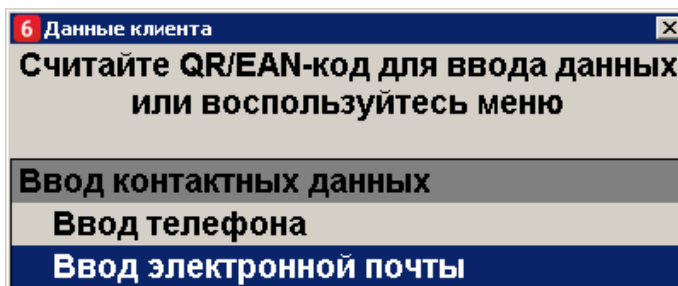 6 Данные клиента
Считайте QR/EAN-код для ввода данных
или воспользуйтесь меню
Ввод контактных данных
Ввод телефона
Ввод электронной почты